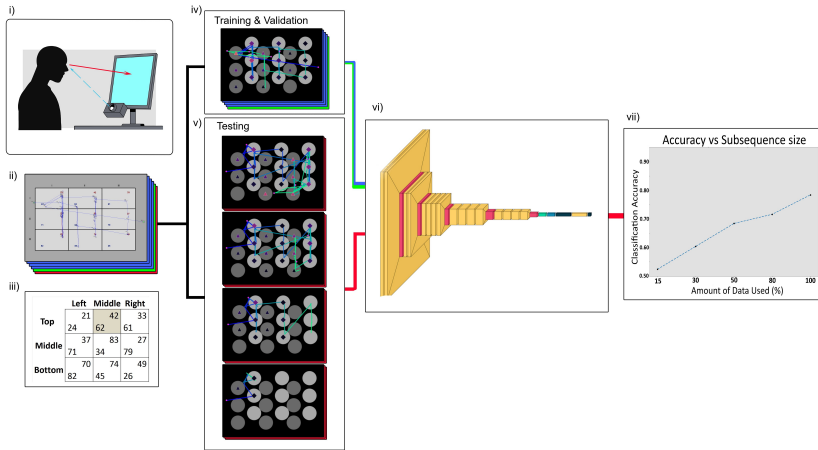 i)
ii)
iii)
Left Middle Right
21 42 33
Top
24 62 61
37 83 27
Middle
71 34 79
70 74 49
Bottom
82 45 26
iv)
Training & Validation
v)
Testing
vi)
vii)
Accuracy vs Subsequence size
Classification Accuracy
0.90
0.80
0.70
0.60
0.50
15 30 50 80 100
Amount of Data Used (%)